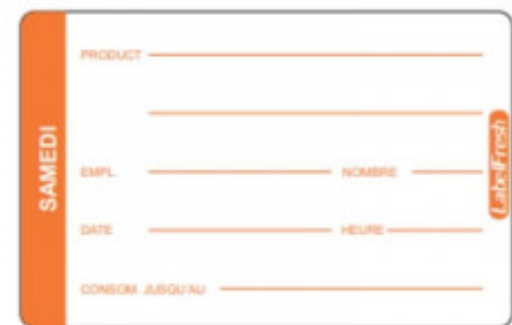 SAMEDI
PRODUCT
EMPL. NOMBRE
DATE HEURE
CONSOM. JUSQU'AU
LabelFresh